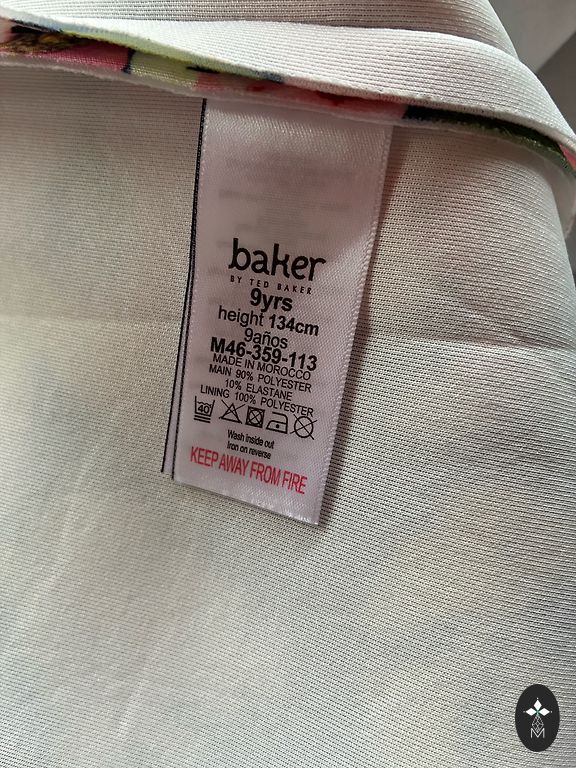 baker
BY TED BAKER
9yrs
height 134cm
9años
M46-359-113
MADE IN MOROCCO
MAIN 90% POLYESTER
10% ELASTANE
LINING 100% POLYESTER
40
Wash inside out
Iron on reverse
KEEP AWAY FROM FIRE
M